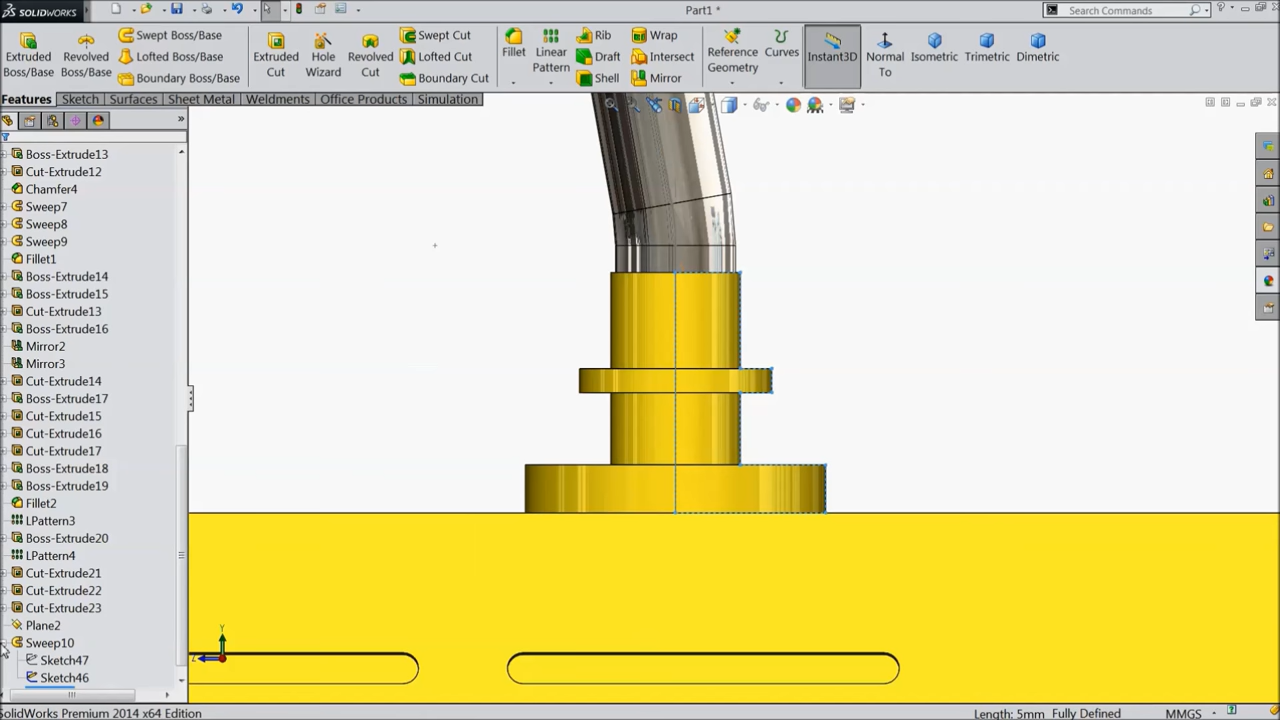 SOLIDWORKS
Part1 *
Search Commands
Extruded Boss/Base
Revolved Boss/Base
Swept Boss/Base
Lofted Boss/Base
Boundary Boss/Base
Extruded Cut
Hole Wizard
Revolved Cut
Swept Cut
Lofted Cut
Boundary Cut
Fillet
Linear Pattern
Rib
Draft
Shell
Wrap
Intersect
Mirror
Reference Geometry
Curves
Instant3D
Normal To
Isometric
Trimetric
Dimetric
Features
Sketch
Surfaces
Sheet Metal
Weldments
Office Products
Simulation
Boss-Extrude13
Cut-Extrude12
Chamfer4
Sweep7
Sweep8
Sweep9
Fillet1
Boss-Extrude14
Boss-Extrude15
Cut-Extrude13
Boss-Extrude16
Mirror2
Mirror3
Cut-Extrude14
Boss-Extrude17
Cut-Extrude15
Cut-Extrude16
Cut-Extrude17
Boss-Extrude18
Boss-Extrude19
Fillet2
LPattern3
Boss-Extrude20
LPattern4
Cut-Extrude21
Cut-Extrude22
Cut-Extrude23
Plane2
Sweep10
Sketch47
Sketch46
Y
Z
SolidWorks Premium 2014 x64 Edition
Length: 5mm
Fully Defined
MMGS